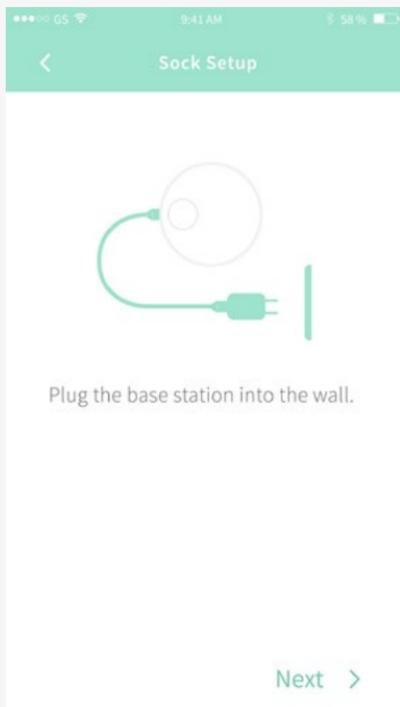 GS 9:41 AM 58%
Sock Setup
Plug the base station into the wall.
Next